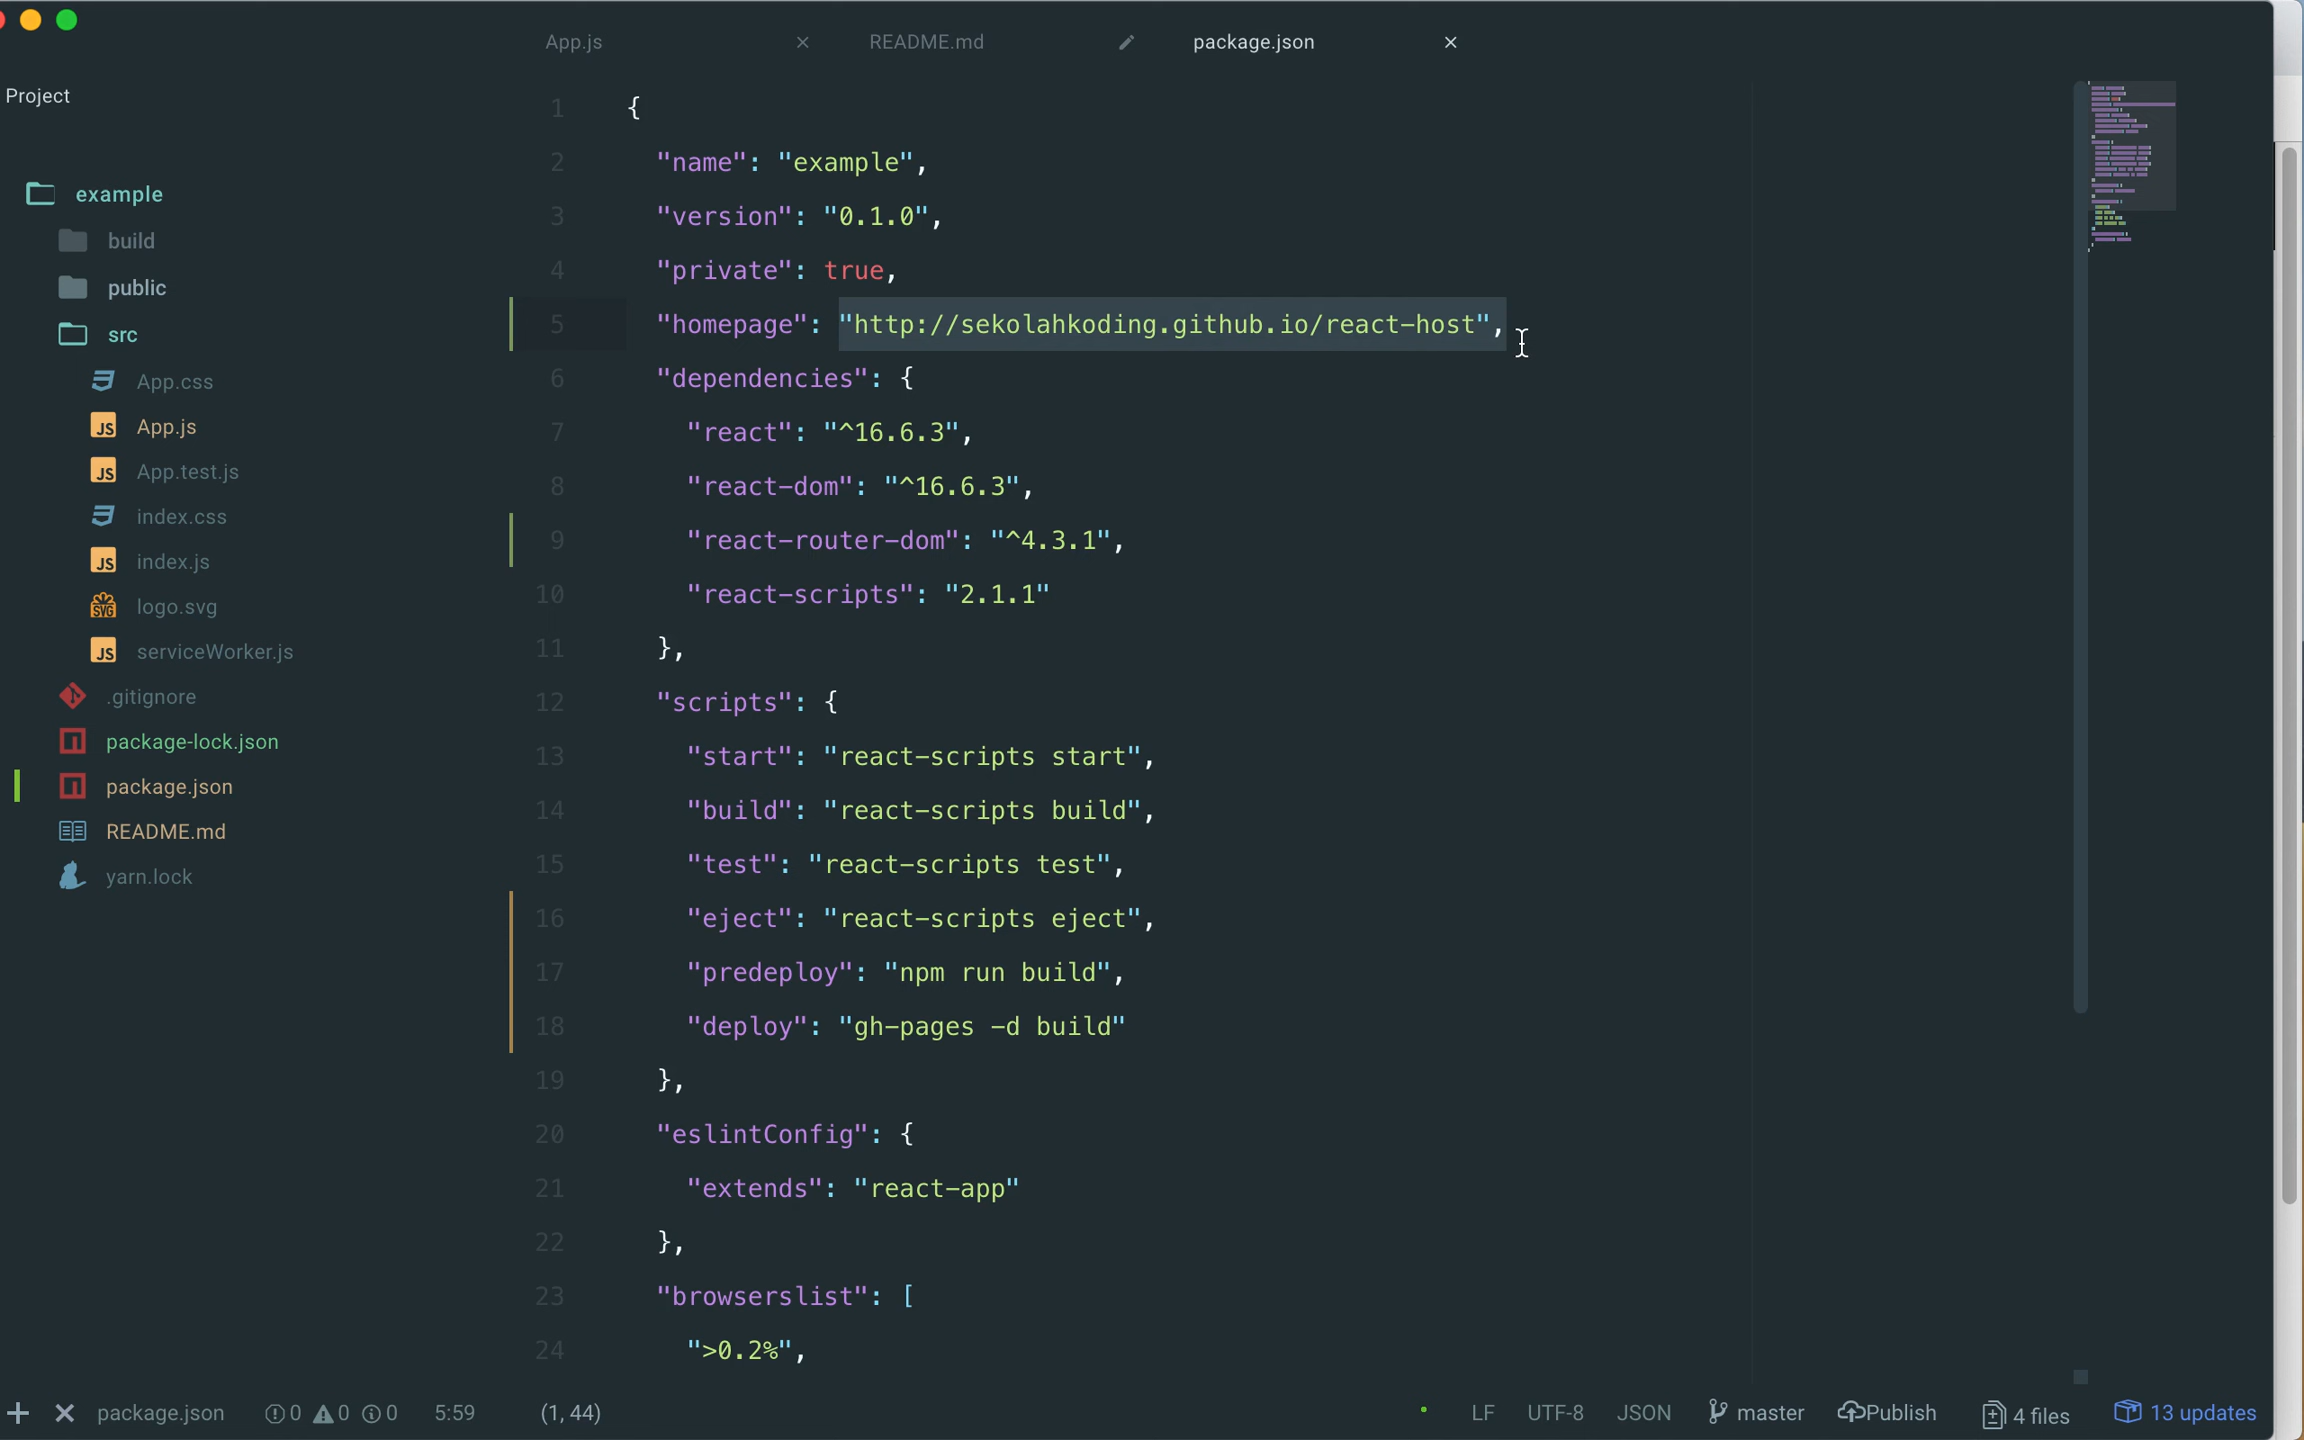 App.js
README.md
package.json
Project
example
build
public
src
App.css
JS App.js
JS App.test.js
index.css
JS index.js
SVG logo.svg
JS serviceWorker.js
.gitignore
package-lock.json
package.json
README.md
yarn.lock
1 {
2 "name": "example",
3 "version": "0.1.0",
4 "private": true,
5 "homepage": "http://sekolahkoding.github.io/react-host",
6 "dependencies": {
7 "react": "^16.6.3",
8 "react-dom": "^16.6.3",
9 "react-router-dom": "^4.3.1",
10 "react-scripts": "2.1.1"
11 },
12 "scripts": {
13 "start": "react-scripts start",
14 "build": "react-scripts build",
15 "test": "react-scripts test",
16 "eject": "react-scripts eject",
17 "predeploy": "npm run build",
18 "deploy": "gh-pages -d build"
19 },
20 "eslintConfig": {
21 "extends": "react-app"
22 },
23 "browserslist": [
24 ">0.2%",
package.json 0 0 0 5:59 (1, 44) LF UTF-8 JSON master Publish 4 files 13 updates